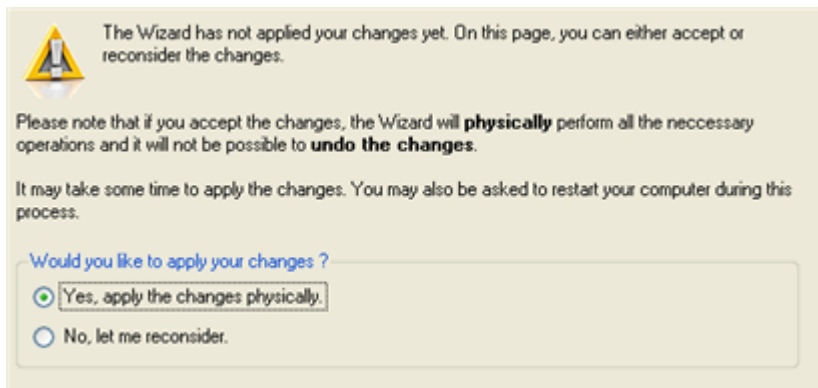 The Wizard has not applied your changes yet. On this page, you can either accept or
reconsider the changes.
Please note that if you accept the changes, the Wizard will physically perform all the neccessary
operations and it will not be possible to undo the changes.
It may take some time to apply the changes. You may also be asked to restart your computer during this
process.
Would you like to apply your changes ?
Yes, apply the changes physically.
No, let me reconsider.